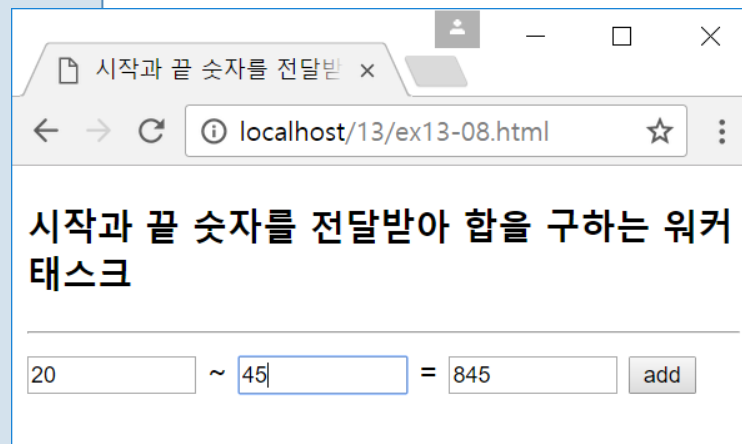 시작과 끝 숫자를 전달받
localhost/13/ex13-08.html
시작과 끝 숫자를 전달받아 합을 구하는 워커
태스크
20 ~ 45 = 845 add